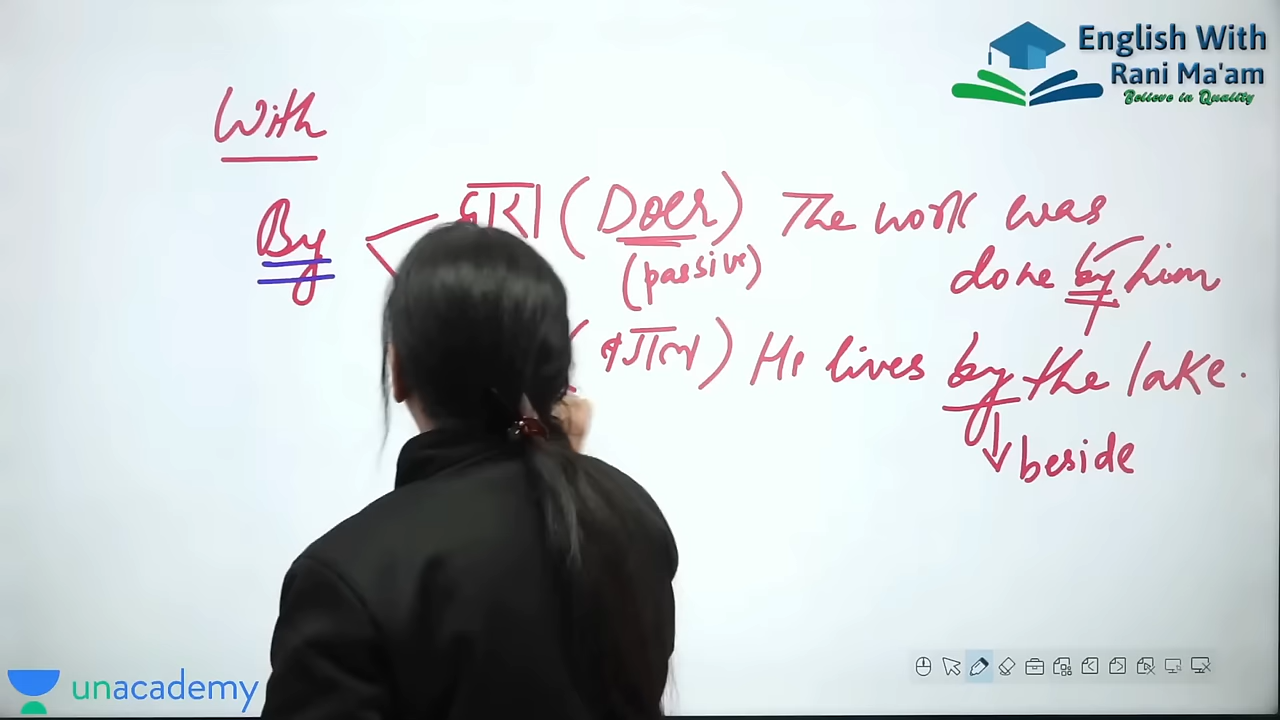 English With
Rani Ma'am
Believe in Quality
With
By
द्वारा (Doer) The work was
(passive) done by him
(बगल) He lives by the lake.
beside
unacademy